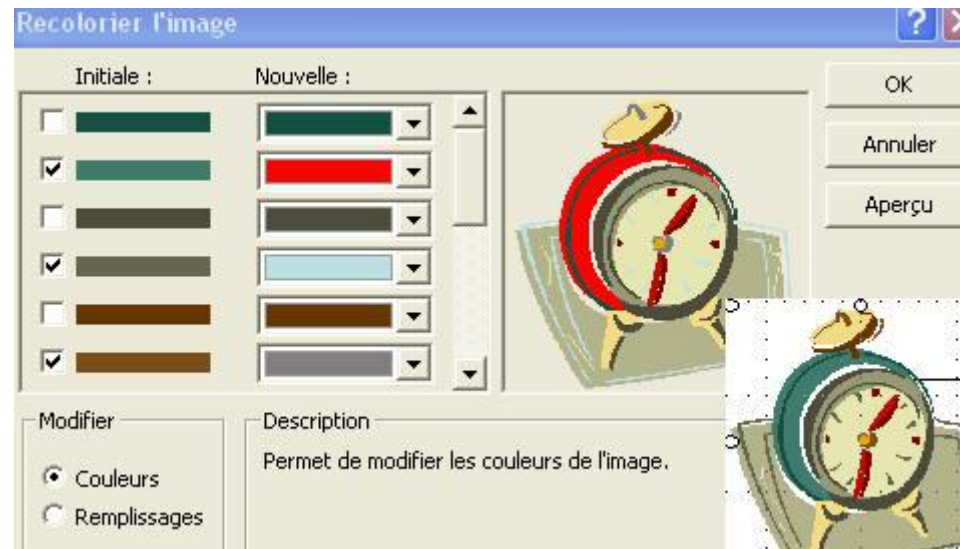 Recolorier l'image
Initiale :
Nouvelle :
OK
Annuler
Aperçu
Modifier
Couleurs
Remplissages
Description
Permet de modifier les couleurs de l'image.